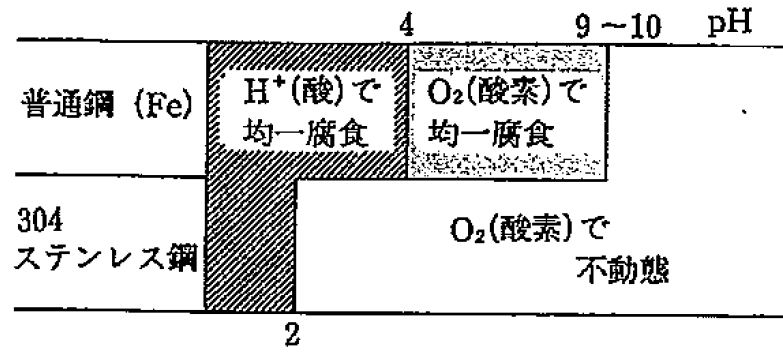 4 9～10 pH
普通鋼 (Fe)
H⁺(酸)で
均一腐食
O₂(酸素)で
均一腐食
304
ステンレス鋼
O₂(酸素)で
不動態
2